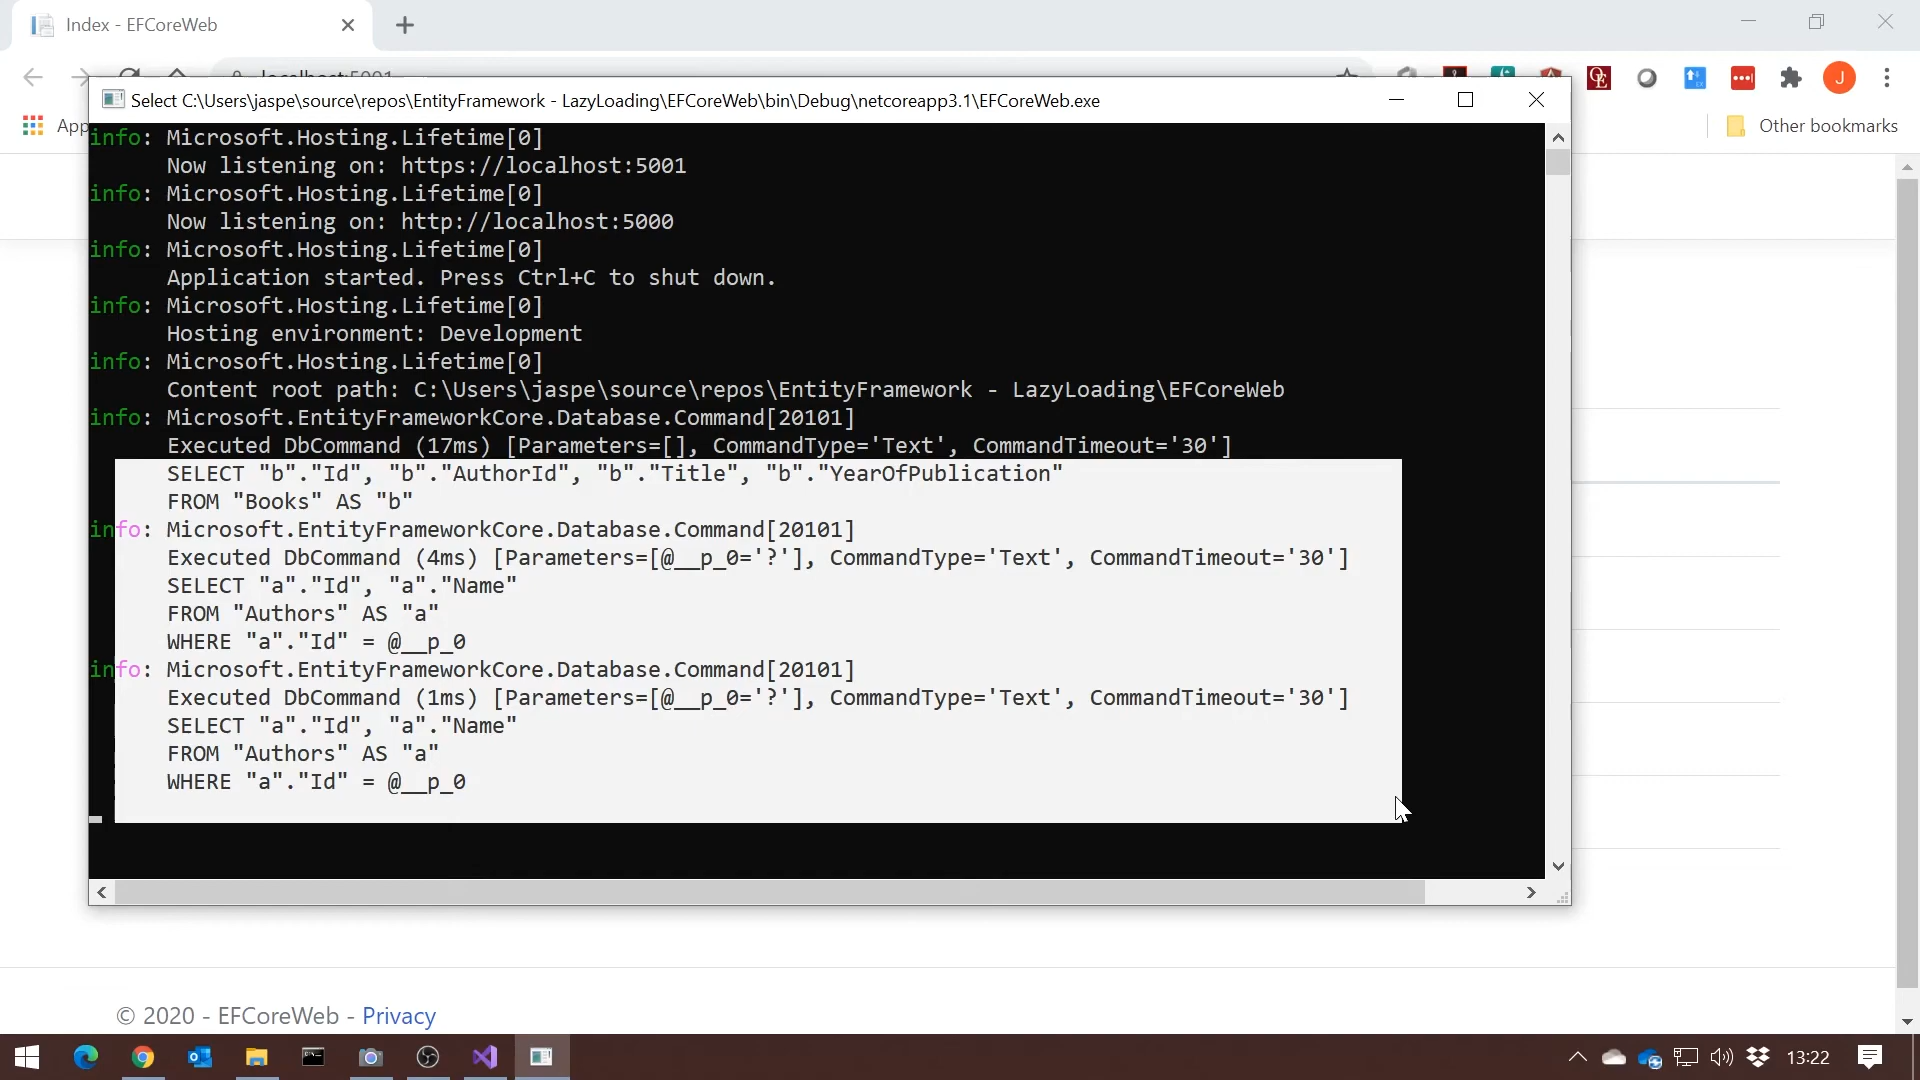 Index - EFCoreWeb
localhost:5001
Select C:\Users\jaspe\source\repos\EntityFramework - LazyLoading\EFCoreWeb\bin\Debug\netcoreapp3.1\EFCoreWeb.exe
J
App
Other bookmarks
info: Microsoft.Hosting.Lifetime[0]
Now listening on: https://localhost:5001
info: Microsoft.Hosting.Lifetime[0]
Now listening on: http://localhost:5000
info: Microsoft.Hosting.Lifetime[0]
Application started. Press Ctrl+C to shut down.
info: Microsoft.Hosting.Lifetime[0]
Hosting environment: Development
info: Microsoft.Hosting.Lifetime[0]
Content root path: C:\Users\jaspe\source\repos\EntityFramework - LazyLoading\EFCoreWeb
info: Microsoft.EntityFrameworkCore.Database.Command[20101]
Executed DbCommand (17ms) [Parameters=[], CommandType='Text', CommandTimeout='30']
SELECT "b"."Id", "b"."AuthorId", "b"."Title", "b"."YearOfPublication"
FROM "Books" AS "b"
info: Microsoft.EntityFrameworkCore.Database.Command[20101]
Executed DbCommand (4ms) [Parameters=[@__p_0='?'], CommandType='Text', CommandTimeout='30']
SELECT "a"."Id", "a"."Name"
FROM "Authors" AS "a"
WHERE "a"."Id" = @__p_0
info: Microsoft.EntityFrameworkCore.Database.Command[20101]
Executed DbCommand (1ms) [Parameters=[@__p_0='?'], CommandType='Text', CommandTimeout='30']
SELECT "a"."Id", "a"."Name"
FROM "Authors" AS "a"
WHERE "a"."Id" = @__p_0
© 2020 - EFCoreWeb - Privacy
13:22